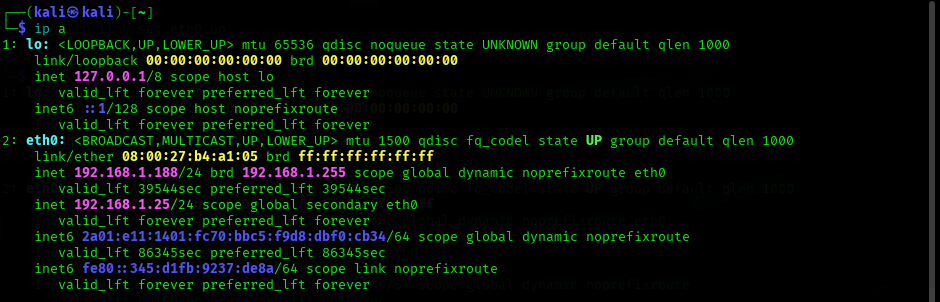 ┌──(kali㉿kali)-[~]
└─$ ip a
1: lo: <LOOPBACK,UP,LOWER_UP> mtu 65536 qdisc noqueue state UNKNOWN group default qlen 1000
    link/loopback 00:00:00:00:00:00 brd 00:00:00:00:00:00
    inet 127.0.0.1/8 scope host lo
       valid_lft forever preferred_lft forever
    inet6 ::1/128 scope host noprefixroute
       valid_lft forever preferred_lft forever
2: eth0: <BROADCAST,MULTICAST,UP,LOWER_UP> mtu 1500 qdisc fq_codel state UP group default qlen 1000
    link/ether 08:00:27:b4:a1:05 brd ff:ff:ff:ff:ff:ff
    inet 192.168.1.188/24 brd 192.168.1.255 scope global dynamic noprefixroute eth0
       valid_lft 39544sec preferred_lft 39544sec
    inet 192.168.1.25/24 scope global secondary eth0
       valid_lft forever preferred_lft forever
    inet6 2a01:e11:1401:fc70:bbc5:f9d8:dbf0:cb34/64 scope global dynamic noprefixroute
       valid_lft 86345sec preferred_lft 86345sec
    inet6 fe80::345:d1fb:9237:de8a/64 scope link noprefixroute
       valid_lft forever preferred_lft forever